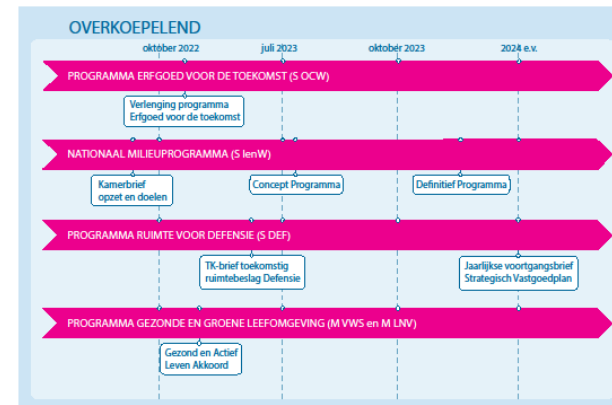 OVERKOEPELEND
oktober 2022 juli 2023 oktober 2023 2024 e.v.
PROGRAMMA ERFGOED VOOR DE TOEKOMST (S OCW)
Verlenging programma
Erfgoed voor de toekomst
NATIONAAL MILIEUPROGRAMMA (S IenW)
Kamerbrief
opzet en doelen
Concept Programma
Definitief Programma
PROGRAMMA RUIMTE VOOR DEFENSIE (S DEF)
TK-brief toekomstig
ruimtebeslag Defensie
Jaarlijkse voortgangsbrief
Strategisch Vastgoedplan
PROGRAMMA GEZONDE EN GROENE LEEFOMGEVING (M VWS en M LNV)
Gezond en Actief
Leven Akkoord